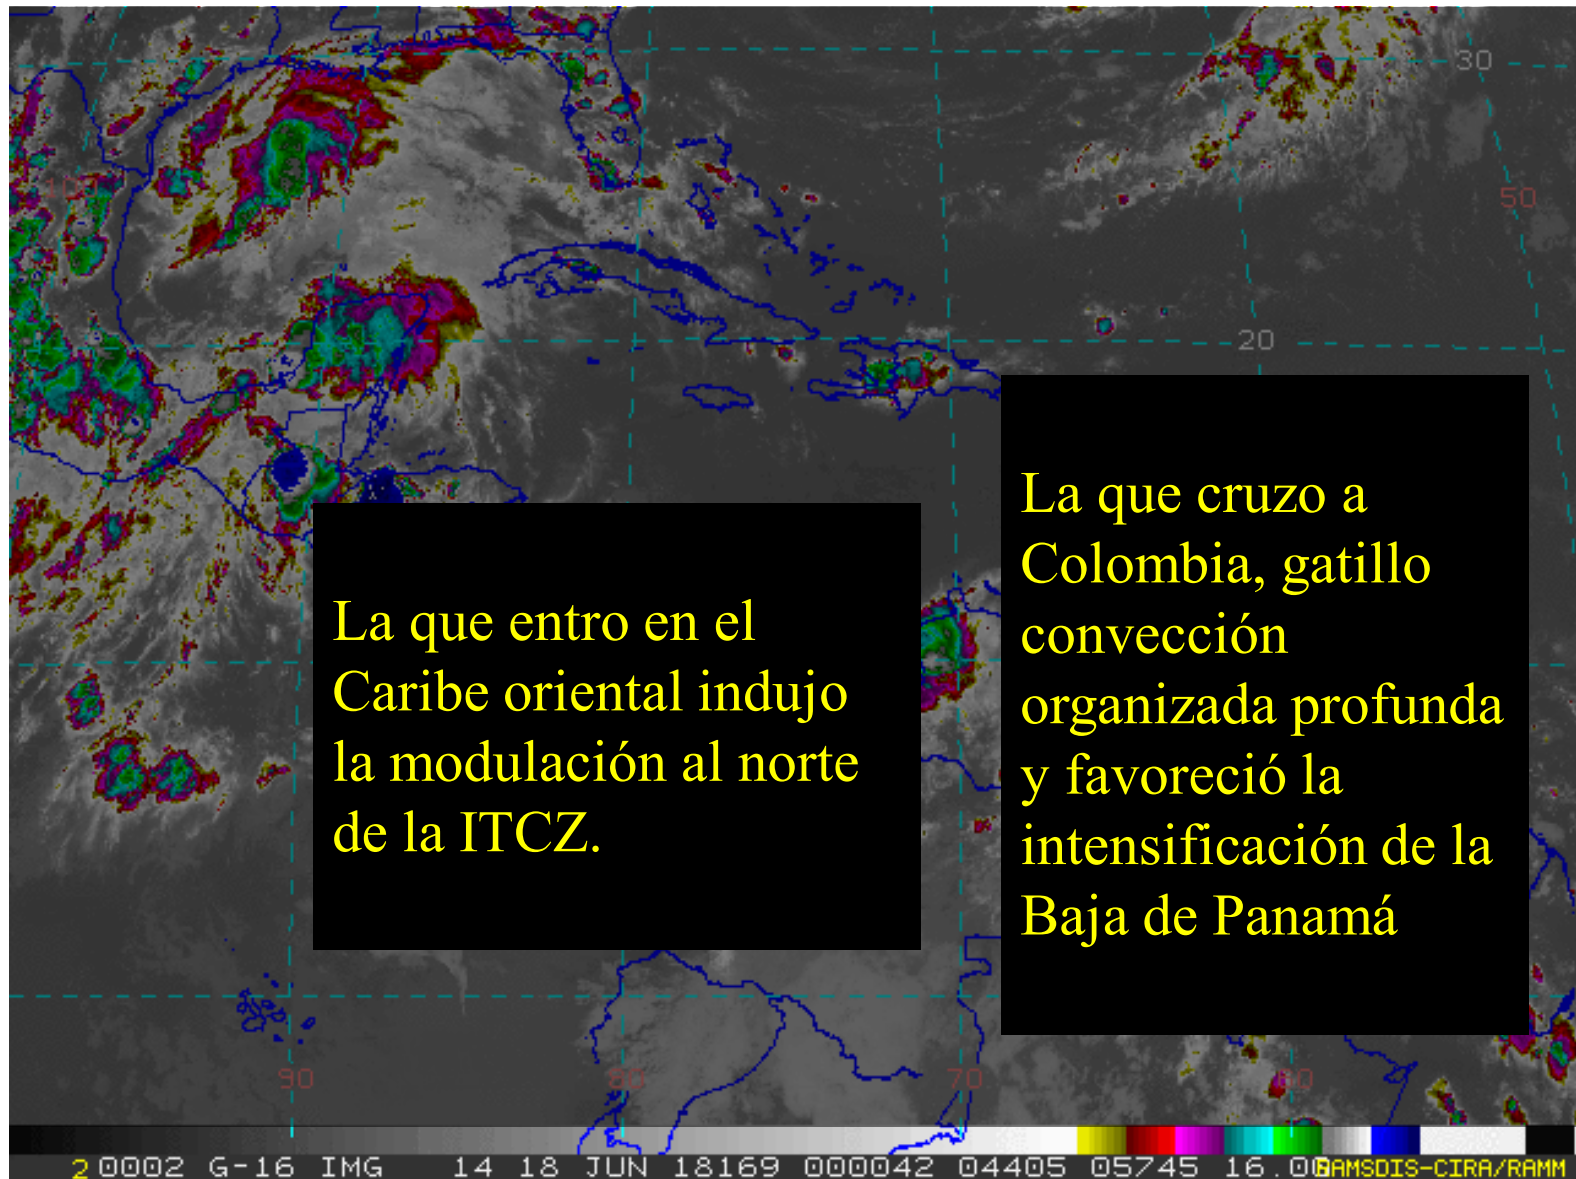 30
100
50
20
La que entro en el
Caribe oriental indujo
la modulación al norte
de la ITCZ.
La que cruzo a
Colombia, gatillo
convección
organizada profunda
y favoreció la
intensificación de la
Baja de Panamá
90
80
70
60
2 0002 G-16 IMG 14 18 JUN 18169 000042 04405 05745 16.00 RAMSDIS-CIRA/RAMM